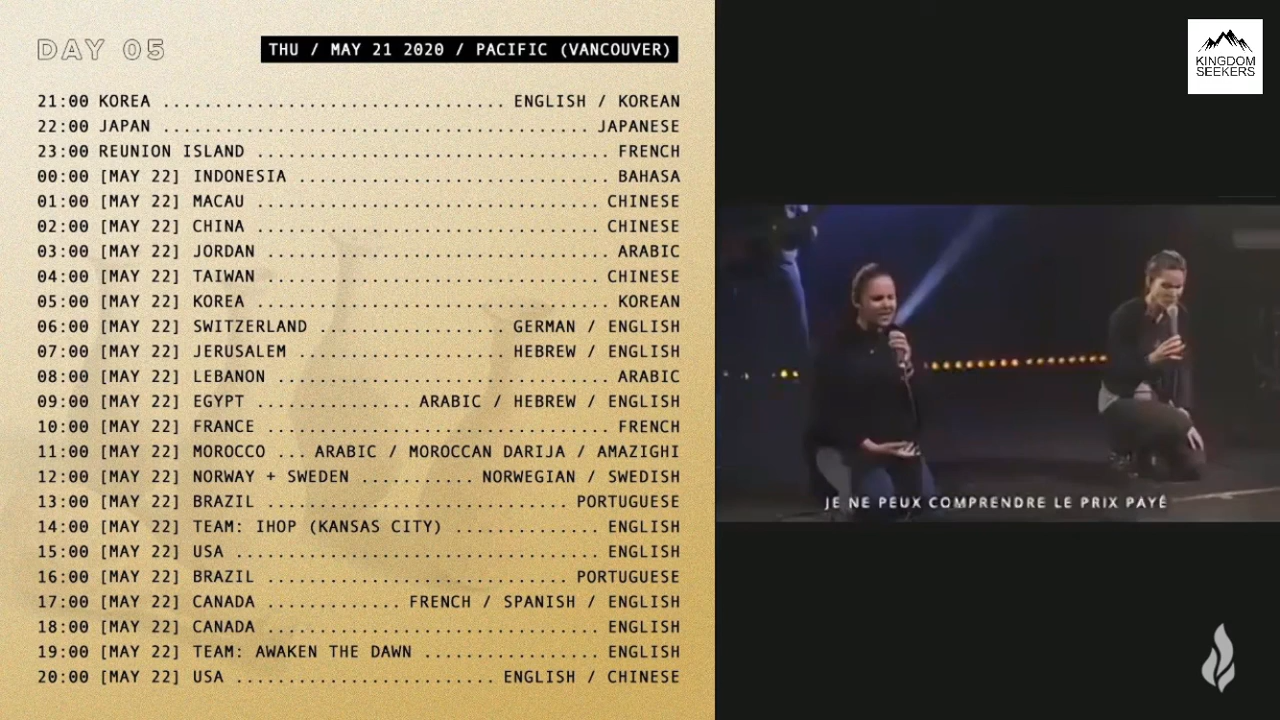 DAY 05
THU / MAY 21 2020 / PACIFIC (VANCOUVER)
21:00 KOREA ................................. ENGLISH / KOREAN
22:00 JAPAN ......................................... JAPANESE
23:00 REUNION ISLAND .................................. FRENCH
00:00 [MAY 22] INDONESIA .............................. BAHASA
01:00 [MAY 22] MACAU ................................. CHINESE
02:00 [MAY 22] CHINA ................................. CHINESE
03:00 [MAY 22] JORDAN ................................. ARABIC
04:00 [MAY 22] TAIWAN ................................ CHINESE
05:00 [MAY 22] KOREA .................................. KOREAN
06:00 [MAY 22] SWITZERLAND .................. GERMAN / ENGLISH
07:00 [MAY 22] JERUSALEM .................... HEBREW / ENGLISH
08:00 [MAY 22] LEBANON ................................ ARABIC
09:00 [MAY 22] EGYPT ............... ARABIC / HEBREW / ENGLISH
10:00 [MAY 22] FRANCE ................................. FRENCH
11:00 [MAY 22] MOROCCO ... ARABIC / MOROCCAN DARIJA / AMAZIGHI
12:00 [MAY 22] NORWAY + SWEDEN ........... NORWEGIAN / SWEDISH
13:00 [MAY 22] BRAZIL ............................. PORTUGUESE
14:00 [MAY 22] TEAM: IHOP (KANSAS CITY) .............. ENGLISH
15:00 [MAY 22] USA ................................... ENGLISH
16:00 [MAY 22] BRAZIL ............................. PORTUGUESE
17:00 [MAY 22] CANADA ............. FRENCH / SPANISH / ENGLISH
18:00 [MAY 22] CANADA ................................ ENGLISH
19:00 [MAY 22] TEAM: AWAKEN THE DAWN ................. ENGLISH
20:00 [MAY 22] USA ......................... ENGLISH / CHINESE
KINGDOM
SEEKERS
JE NE PEUX COMPRENDRE LE PRIX PAYÉ